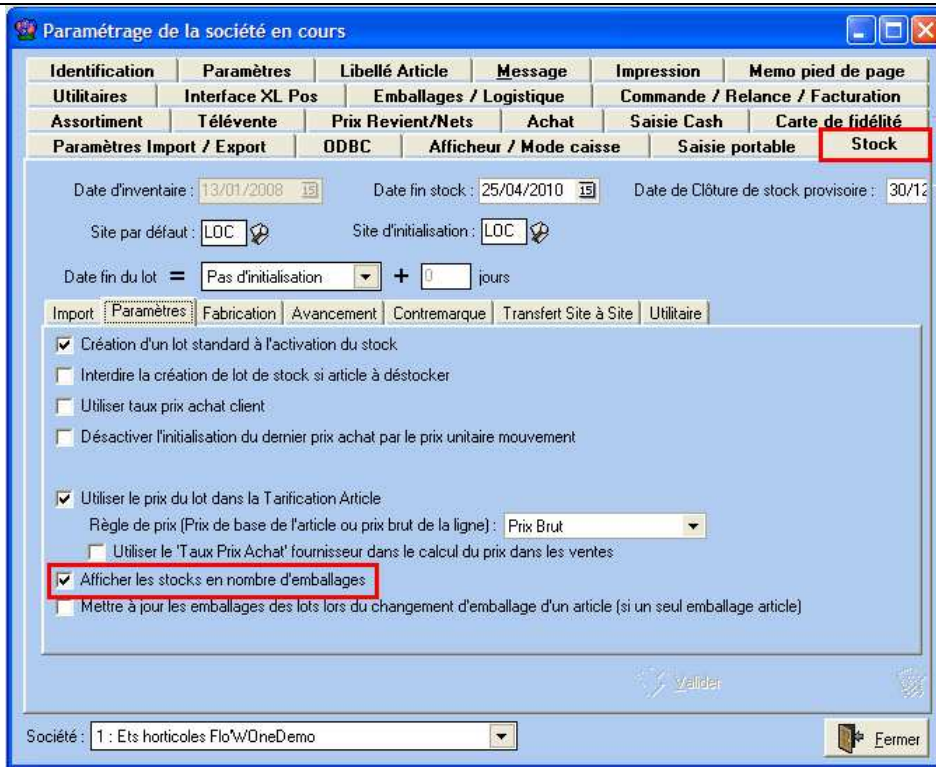 Paramétrage de la société en cours
Identification Paramètres Libellé Article Message Impression Memo pied de page
Utilitaires Interface XL Pos Emballages / Logistique Commande / Relance / Facturation
Assortiment Télévente Prix Revient/Nets Achat Saisie Cash Carte de fidélité
Paramètres Import / Export ODBC Afficheur / Mode caisse Saisie portable Stock
Date d'inventaire : 13/01/2008 15 Date fin stock : 25/04/2010 15 Date de Clôture de stock provisoire : 30/12
Site par défaut : LOC Site d'initialisation : LOC
Date fin du lot = Pas d'initialisation + 0 jours
Import Paramètres Fabrication Avancement Contremarque Transfert Site à Site Utilitaire
Création d'un lot standard à l'activation du stock
Interdire la création de lot de stock si article à déstocker
Utiliser taux prix achat client
Désactiver l'initialisation du dernier prix achat par le prix unitaire mouvement
Utiliser le prix du lot dans la Tarification Article
Règle de prix (Prix de base de l'article ou prix brut de la ligne) : Prix Brut
Utiliser le 'Taux Prix Achat' fournisseur dans le calcul du prix dans les ventes
Afficher les stocks en nombre d'emballages
Mettre à jour les emballages des lots lors du changement d'emballage d'un article (si un seul emballage article)
Valider
Société : 1 : Ets horticoles Flo'WOneDemo Fermer